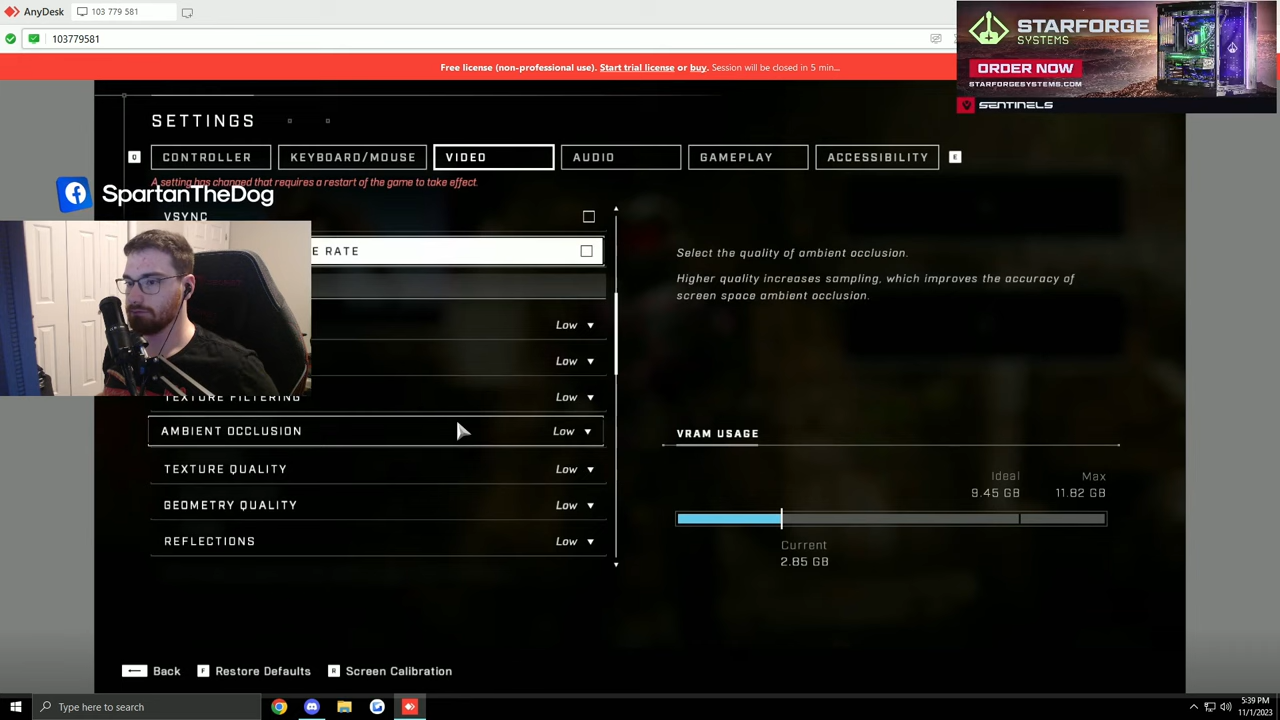 AnyDesk
103 779 581
103779581
Free license (non-professional use). Start trial license or buy. Session will be closed in 5 min...
STARFORGE
SYSTEMS
ORDER NOW
STARFORGESYSTEMS.COM
SENTINELS
SETTINGS
Q
CONTROLLER
KEYBOARD/MOUSE
VIDEO
AUDIO
GAMEPLAY
ACCESSIBILITY
E
A setting has changed that requires a restart of the game to take effect.
SpartanTheDog
VSYNC
E RATE
Low
Low
TEXTURE FILTERING Low
AMBIENT OCCLUSION Low
TEXTURE QUALITY Low
GEOMETRY QUALITY Low
REFLECTIONS Low
Select the quality of ambient occlusion.
Higher quality increases sampling, which improves the accuracy of
screen space ambient occlusion.
VRAM USAGE
Ideal
9.45 GB
Max
11.82 GB
Current
2.85 GB
Back
F Restore Defaults
R Screen Calibration
Type here to search
5:39 PM
11/1/2023